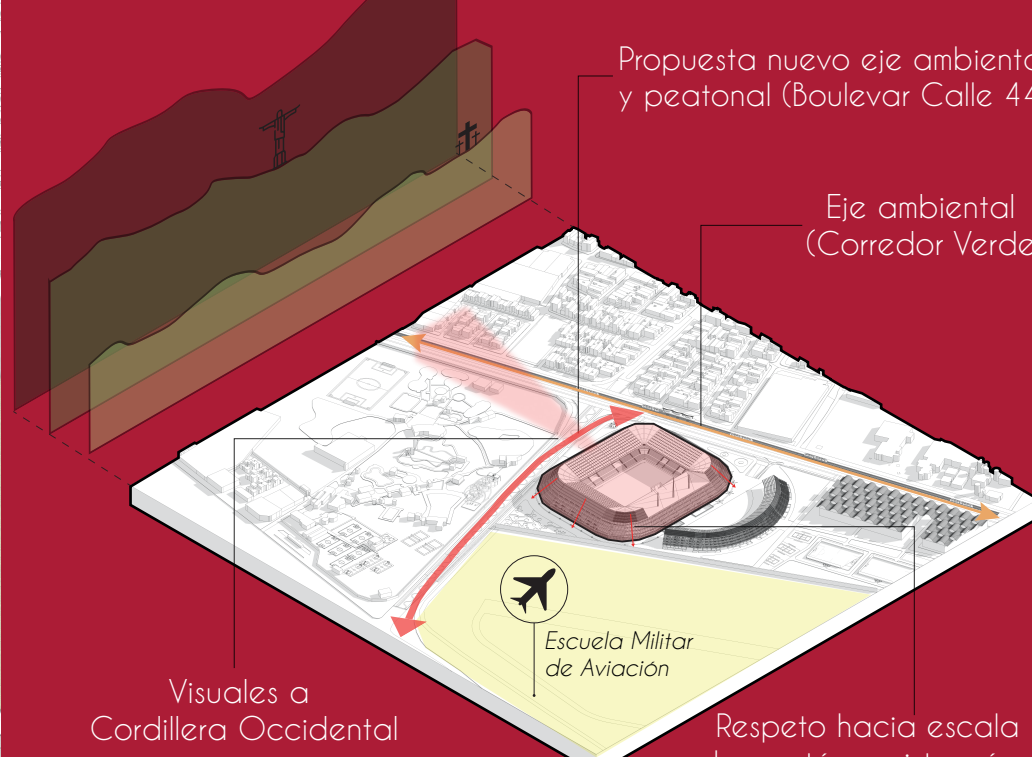 Propuesta nuevo eje ambienta
y peatonal (Boulevar Calle 44
Eje ambiental
(Corredor Verde
Escuela Militar
de Aviación
Visuales a
Cordillera Occidental
Respeto hacia escala